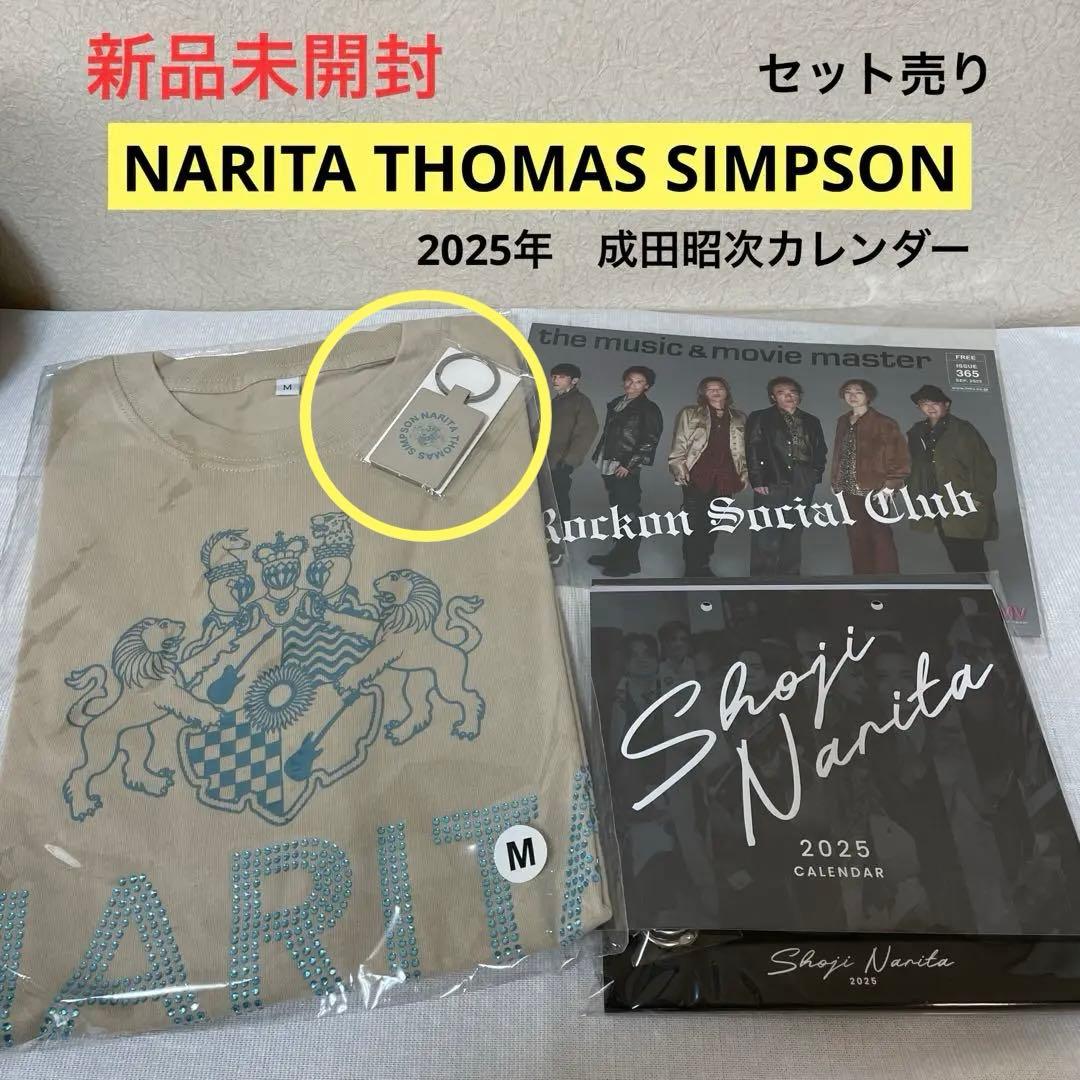 新品未開封
セット売り
NARITA THOMAS SIMPSON
2025年　成田昭次カレンダー
M
SIMPSON NARITA THOMAS
the music & movie master
FREE
ISSUE
365
SEP. 2023
Rockon Social Club
NARITA
M
Shoji
Narita
2025
CALENDAR
Shoji Narita
2025